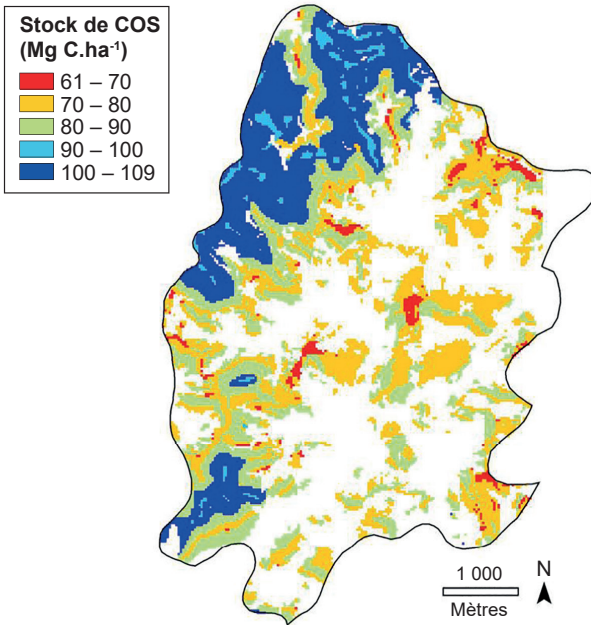 Stock de COS
(Mg C.ha⁻¹)
61 – 70
70 – 80
80 – 90
90 – 100
100 – 109
1 000
N
Mètres